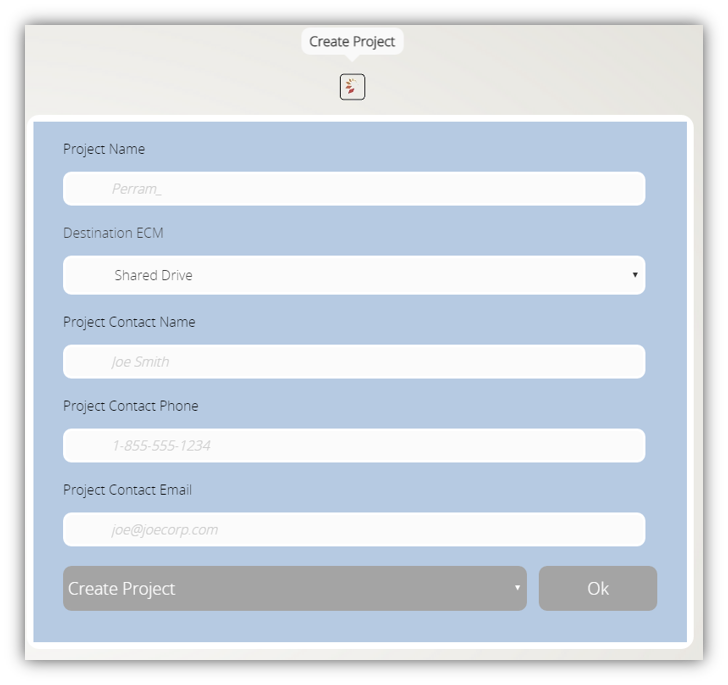 Create Project
Project Name
Perram_
Destination ECM
Shared Drive
Project Contact Name
Joe Smith
Project Contact Phone
1-855-555-1234
Project Contact Email
joe@joecorp.com
Create Project
Ok